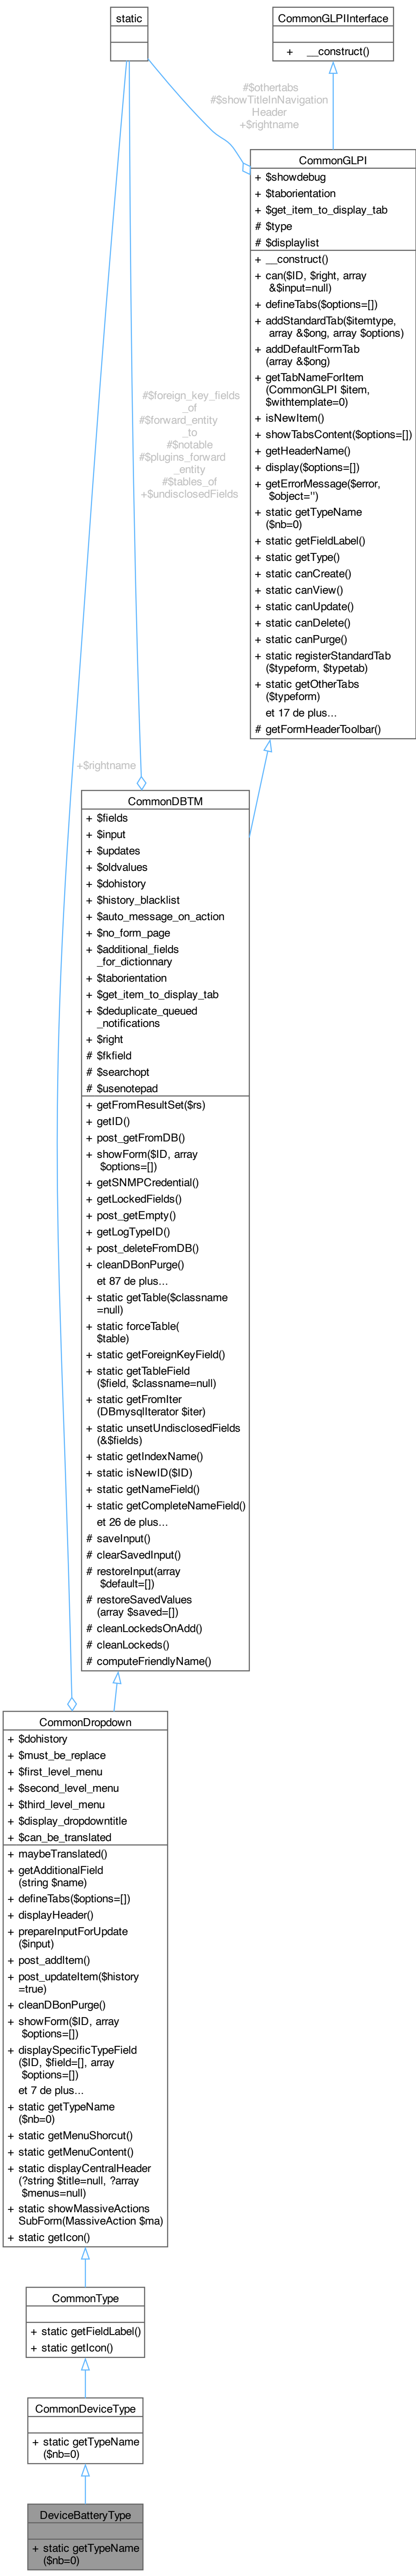 static
CommonGLPIInterface
+ __construct()
#$othertabs
#$showTitleInNavigation
Header
+$rightname
CommonGLPI
+ $showdebug
+ $taborientation
+ $get_item_to_display_tab
# $type
# $displaylist
+ __construct()
+ can($ID, $right, array
&$input=null)
+ defineTabs($options=[])
+ addStandardTab($itemtype,
array &$ong, array $options)
+ addDefaultFormTab
(array &$ong)
+ getTabNameForItem
(CommonGLPI $item,
$withtemplate=0)
+ isNewItem()
+ showTabsContent($options=[])
+ getHeaderName()
+ display($options=[])
+ getErrorMessage($error,
$object='')
+ static getTypeName
($nb=0)
+ static getFieldLabel()
+ static getType()
+ static canCreate()
+ static canView()
+ static canUpdate()
+ static canDelete()
+ static canPurge()
+ static registerStandardTab
($typeform, $typetab)
+ static getOtherTabs
($typeform)
et 17 de plus...
# getFormHeaderToolbar()
#$foreign_key_fields
_of
#$forward_entity
_to
#$notable
#$plugins_forward
_entity
#$tables_of
+$undisclosedFields
+$rightname
CommonDBTM
+ $fields
+ $input
+ $updates
+ $oldvalues
+ $dohistory
+ $history_blacklist
+ $auto_message_on_action
+ $no_form_page
+ $additional_fields
_for_dictionnary
+ $taborientation
+ $get_item_to_display_tab
+ $deduplicate_queued
_notifications
+ $right
# $fkfield
# $searchopt
# $usenotepad
+ getFromResultSet($rs)
+ getID()
+ post_getFromDB()
+ showForm($ID, array
$options=[])
+ getSNMPCredential()
+ getLockedFields()
+ post_getEmpty()
+ getLogTypeID()
+ post_deleteFromDB()
+ cleanDBonPurge()
et 87 de plus...
+ static getTable($classname
=null)
+ static forceTable(
$table)
+ static getForeignKeyField()
+ static getTableField
($field, $classname=null)
+ static getFromIter
(DBmysqlIterator $iter)
+ static unsetUndisclosedFields
(&$fields)
+ static getIndexName()
+ static isNewID($ID)
+ static getNameField()
+ static getCompleteNameField()
et 26 de plus...
# saveInput()
# clearSavedInput()
# restoreInput(array
$default=[])
# restoreSavedValues
(array $saved=[])
# cleanLockedsOnAdd()
# cleanLockeds()
# computeFriendlyName()
CommonDropdown
+ $dohistory
+ $must_be_replace
+ $first_level_menu
+ $second_level_menu
+ $third_level_menu
+ $display_dropdowntitle
+ $can_be_translated
+ maybeTranslated()
+ getAdditionalField
(string $name)
+ defineTabs($options=[])
+ displayHeader()
+ prepareInputForUpdate
($input)
+ post_addItem()
+ post_updateItem($history
=true)
+ cleanDBonPurge()
+ showForm($ID, array
$options=[])
+ displaySpecificTypeField
($ID, $field=[], array
$options=[])
et 7 de plus...
+ static getTypeName
($nb=0)
+ static getMenuShorcut()
+ static getMenuContent()
+ static displayCentralHeader
(?string $title=null, ?array
$menus=null)
+ static showMassiveActions
SubForm(MassiveAction $ma)
+ static getIcon()
CommonType
+ static getFieldLabel()
+ static getIcon()
CommonDeviceType
+ static getTypeName
($nb=0)
DeviceBatteryType
+ static getTypeName
($nb=0)